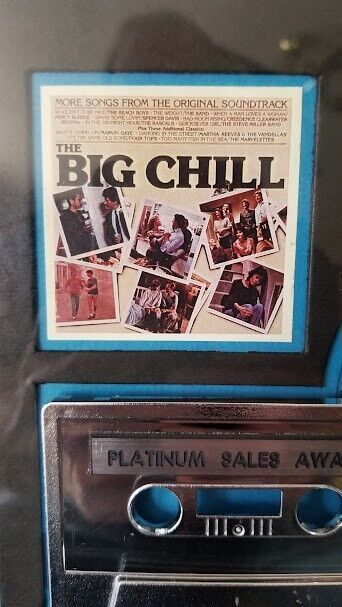 MORE SONGS FROM THE ORIGINAL SOUNDTRACK
WOULDN'T IT BE NICE/THE BEACH BOYS • THE WEIGHT/THE BAND • WHEN A MAN LOVES A WOMAN/
PERCY SLEDGE • GIMME SOME LOVIN'/SPENCER DAVIS • BAD MOON RISING/CREEDENCE CLEARWATER
REVIVAL • IN THE MIDNIGHT HOUR/THE RASCALS • QUICKSILVER GIRL/THE STEVE MILLER BAND
Plus These Additional Classics:
WHAT'S GOING ON/MARVIN GAYE • DANCING IN THE STREET/MARTHA REEVES & THE VANDELLAS
IT'S THE SAME OLD SONG/FOUR TOPS • TOO MANY FISH IN THE SEA/THE MARVELETTES
THE
BIG CHILL
PLATINUM SALES AWA